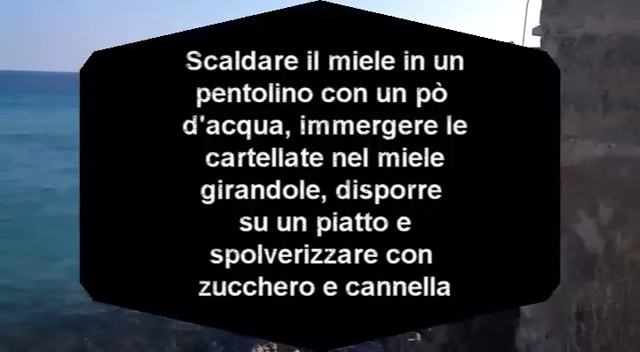 Scaldare il miele in un
pentolino con un pò
d'acqua, immergere le
cartellate nel miele
girandole, disporre
su un piatto e
spolverizzare con
zucchero e cannella